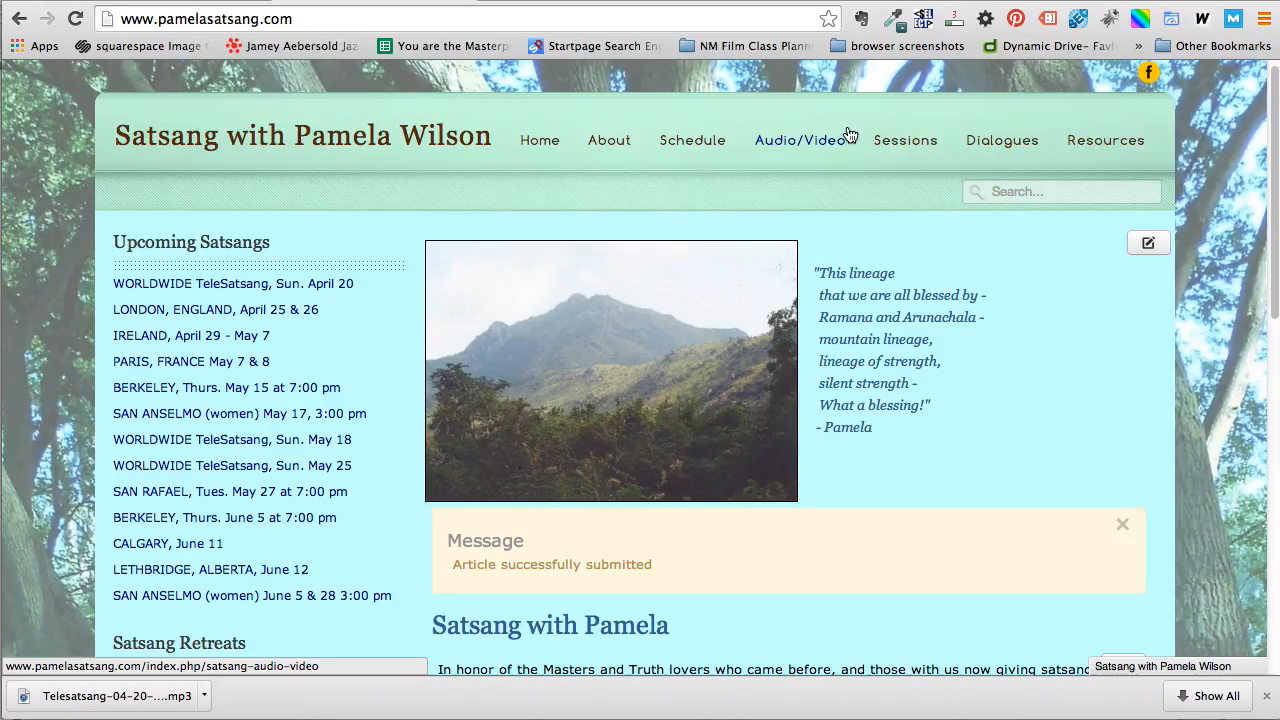 www.pamelasatsang.com
Apps squarespace Image Jamey Aebersold Jaz You are the Masterp Startpage Search En NM Film Class Plann browser screenshots Dynamic Drive- Favi » Other Bookmarks
f
Satsang with Pamela Wilson Home About Schedule Audio/Video Sessions Dialogues Resources
Search...
Upcoming Satsangs
WORLDWIDE TeleSatsang, Sun. April 20
LONDON, ENGLAND, April 25 & 26
IRELAND, April 29 - May 7
PARIS, FRANCE May 7 & 8
BERKELEY, Thurs. May 15 at 7:00 pm
SAN ANSELMO (women) May 17, 3:00 pm
WORLDWIDE TeleSatsang, Sun. May 18
WORLDWIDE TeleSatsang, Sun. May 25
SAN RAFAEL, Tues. May 27 at 7:00 pm
BERKELEY, Thurs. June 5 at 7:00 pm
CALGARY, June 11
LETHBRIDGE, ALBERTA, June 12
SAN ANSELMO (women) June 5 & 28 3:00 pm
Satsang Retreats
"This lineage
that we are all blessed by -
Ramana and Arunachala -
mountain lineage,
lineage of strength,
silent strength -
What a blessing!"
- Pamela
Message
Article successfully submitted
Satsang with Pamela
In honor of the Masters and Truth lovers who came before, and those with us now giving satsang
www.pamelasatsang.com/index.php/satsang-audio-video
Satsang with Pamela Wilson
Telesatsang-04-20-....mp3
Show All